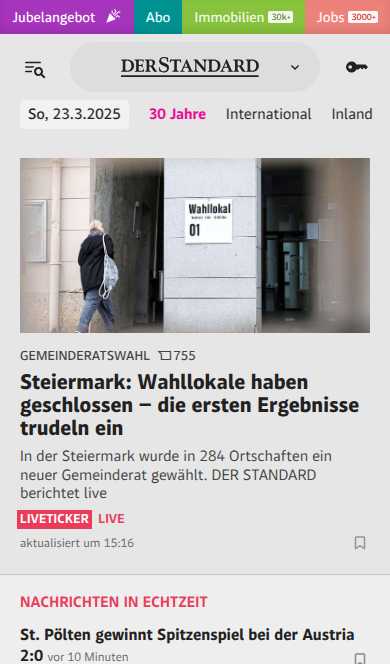 Jubelangebot
Abo
Immobilien 30k+
Jobs 3000+
DERSTANDARD
So, 23.3.2025
30 Jahre
International
Inland
Wahllokal
01
GEMEINDERATSWAHL 755
Steiermark: Wahllokale haben
geschlossen – die ersten Ergebnisse
trudeln ein
In der Steiermark wurde in 284 Ortschaften ein
neuer Gemeinderat gewählt. DER STANDARD
berichtet live
LIVETICKER LIVE
aktualisiert um 15:16
NACHRICHTEN IN ECHTZEIT
St. Pölten gewinnt Spitzenspiel bei der Austria
2:0 vor 10 Minuten